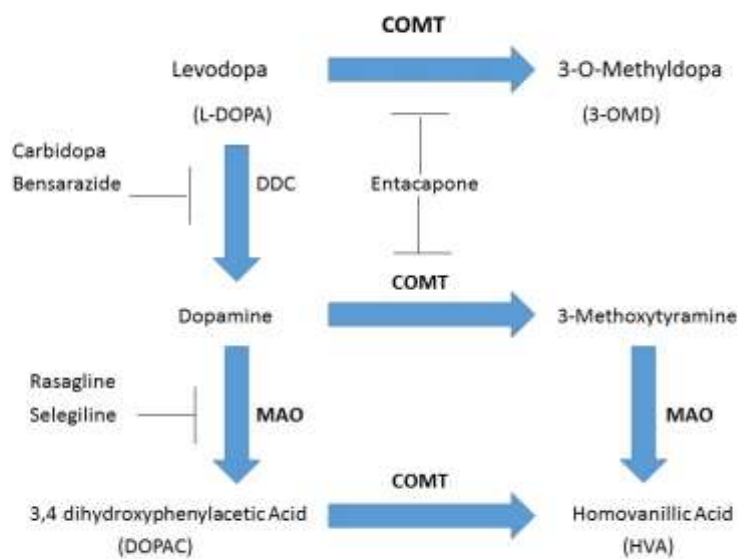 COMT
Levodopa
3-O-Methyldopa
(L-DOPA)
(3-OMD)
Carbidopa
Bensarazide
DDC
Entacapone
COMT
Dopamine
3-Methoxytyramine
Rasagline
Selegiline
MAO
MAO
COMT
3,4 dihydroxyphenylacetic Acid
(DOPAC)
Homovanillic Acid
(HVA)